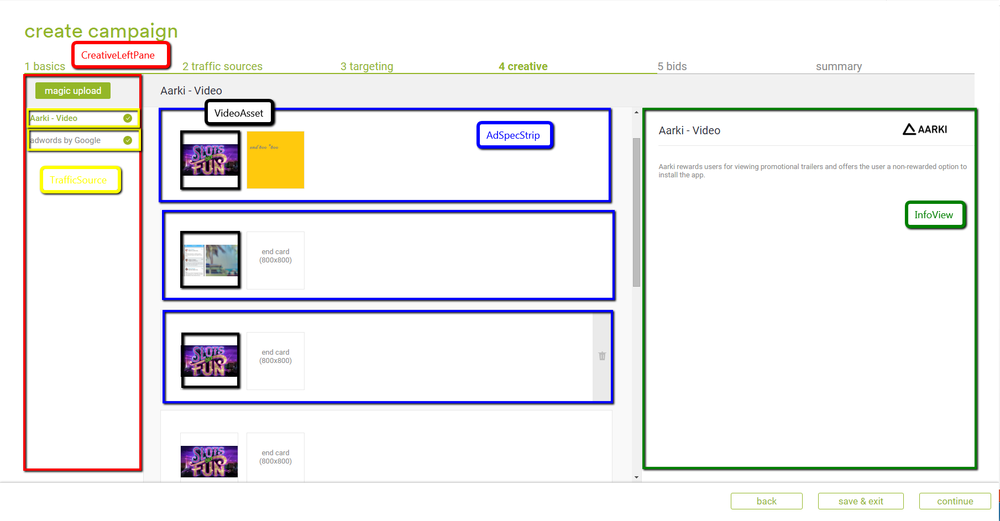 create campaign
CreativeLeftPane
1 basics
2 traffic sources
3 targeting
4 creative
5 bids
summary
magic upload
Aarki - Video
Aarki - Video
adwords by Google
TrafficSource
VideoAsset
AdSpecStrip
SLOTS
OF
FUN
end 800 *800
end card
(800x800)
SLOTS
OF
FUN
end card
(800x800)
SLOTS
OF
FUN
end card
(800x800)
Aarki - Video
AARKI
Aarki rewards users for viewing promotional trailers and offers the user a non-rewarded option to
install the app.
InfoView
back
save & exit
continue